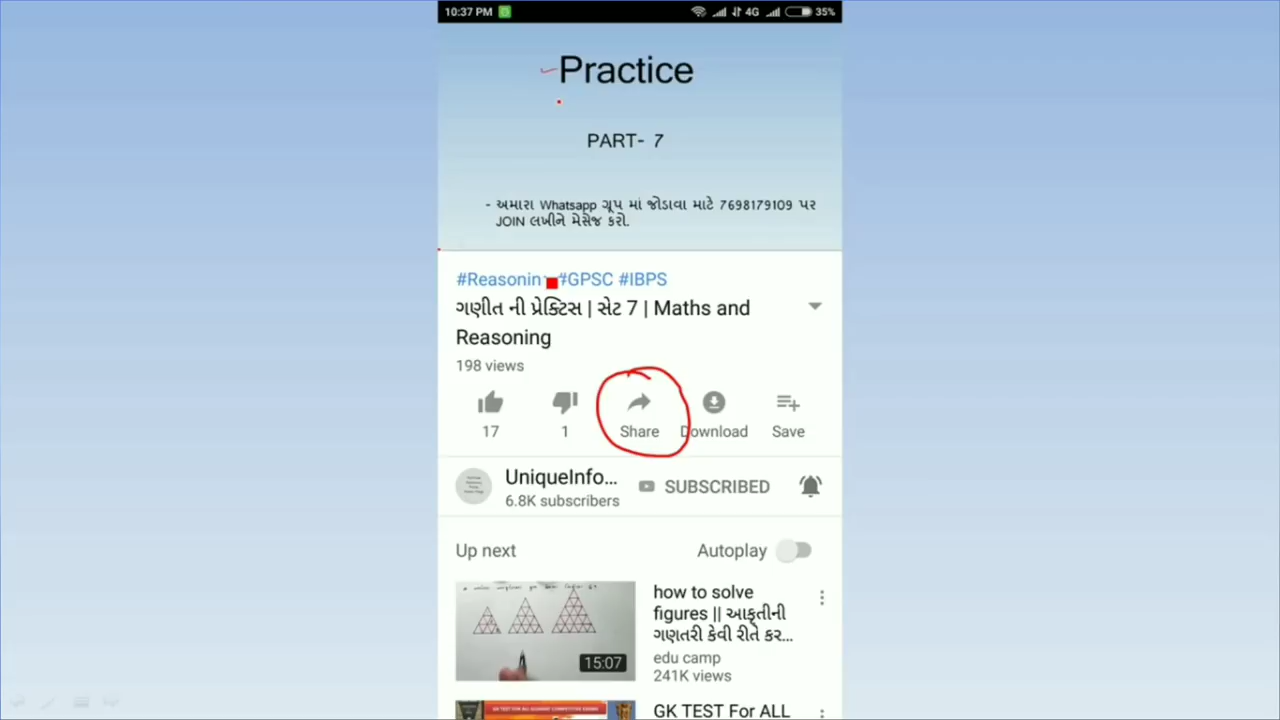 10:37 PM
4G
35%
Practice
PART- 7
- અમારા Whatsapp ગ્રૂપ માં જોડાવા માટે 7698179109 પર
JOIN લખીને મેસેજ કરો.
#Reasonin #GPSC #IBPS
ગણીત ની પ્રેક્ટિસ | સેટ 7 | Maths and
Reasoning
198 views
17
1
Share
Download
Save
UniqueInfo...
6.8K subscribers
SUBSCRIBED
Up next
Autoplay
15:07
how to solve
figures || આકૃતીની
ગણતરી કેવી રીતે કર...
edu camp
241K views
GK TEST For ALL